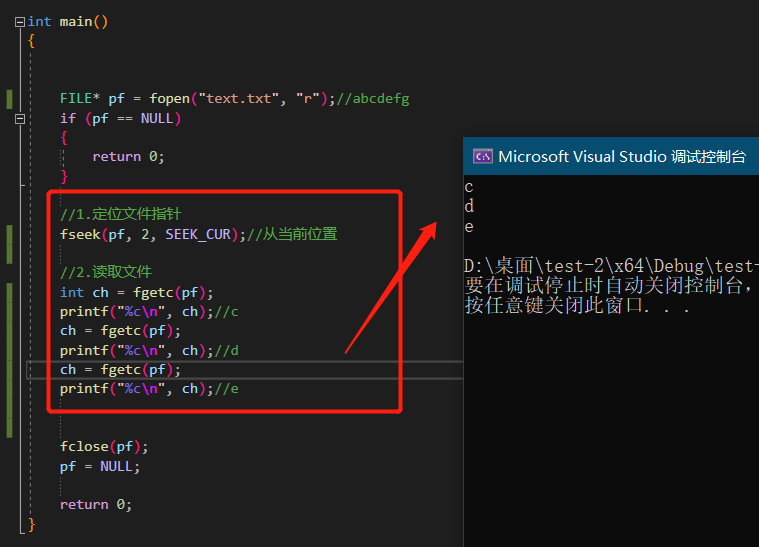 int main()
{
FILE* pf = fopen("text.txt", "r");//abcdefg
if (pf == NULL)
{
return 0;
}
//1.定位文件指针
fseek(pf, 2, SEEK_CUR);//从当前位置
//2.读取文件
int ch = fgetc(pf);
printf("%c\n", ch);//c
ch = fgetc(pf);
printf("%c\n", ch);//d
ch = fgetc(pf);
printf("%c\n", ch);//e
fclose(pf);
pf = NULL;
return 0;
}
C:\ Microsoft Visual Studio 调试控制台
c
d
e
D:\桌面\test-2\x64\Debug\test-
要在调试停止时自动关闭控制台，
按任意键关闭此窗口. . .